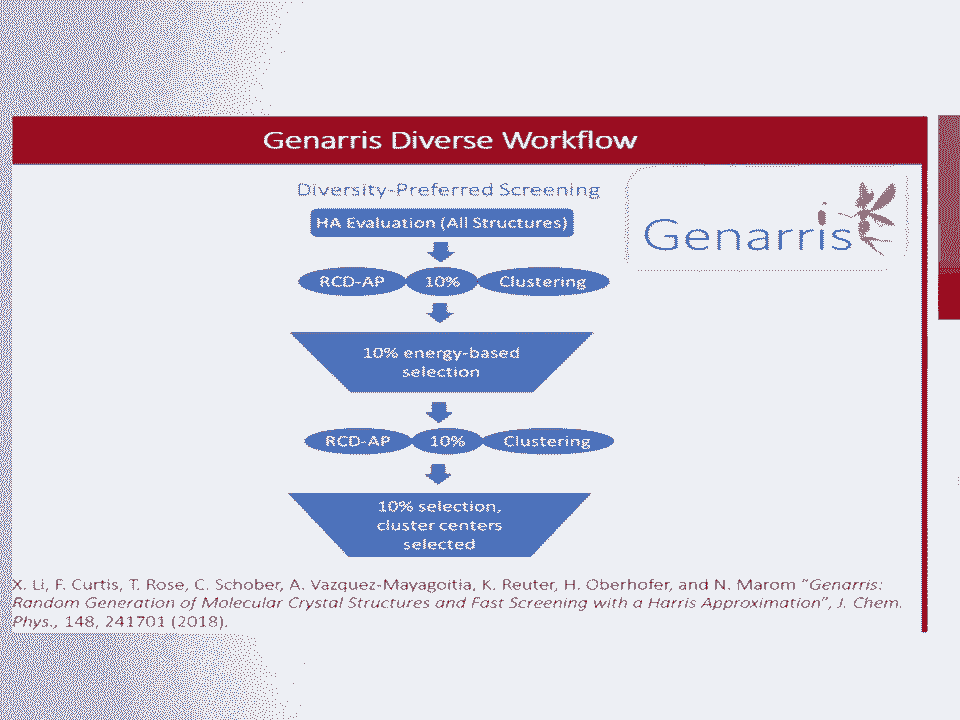 Genarris Diverse Workflow
Diversity-Preferred Screening
HA Evaluation (All Structures)
Genarris
RCD-AP 10% Clustering
10% energy-based
selection
RCD-AP 10% Clustering
10% selection,
cluster centers
selected
X. Li, F. Curtis, T. Rose, C. Schober, A. Vazquez-Mayagoitia, K. Reuter, H. Oberhofer, and N. Marom "Genarris:
Random Generation of Molecular Crystal Structures and Fast Screening with a Harris Approximation", J. Chem.
Phys., 148, 241701 (2018).